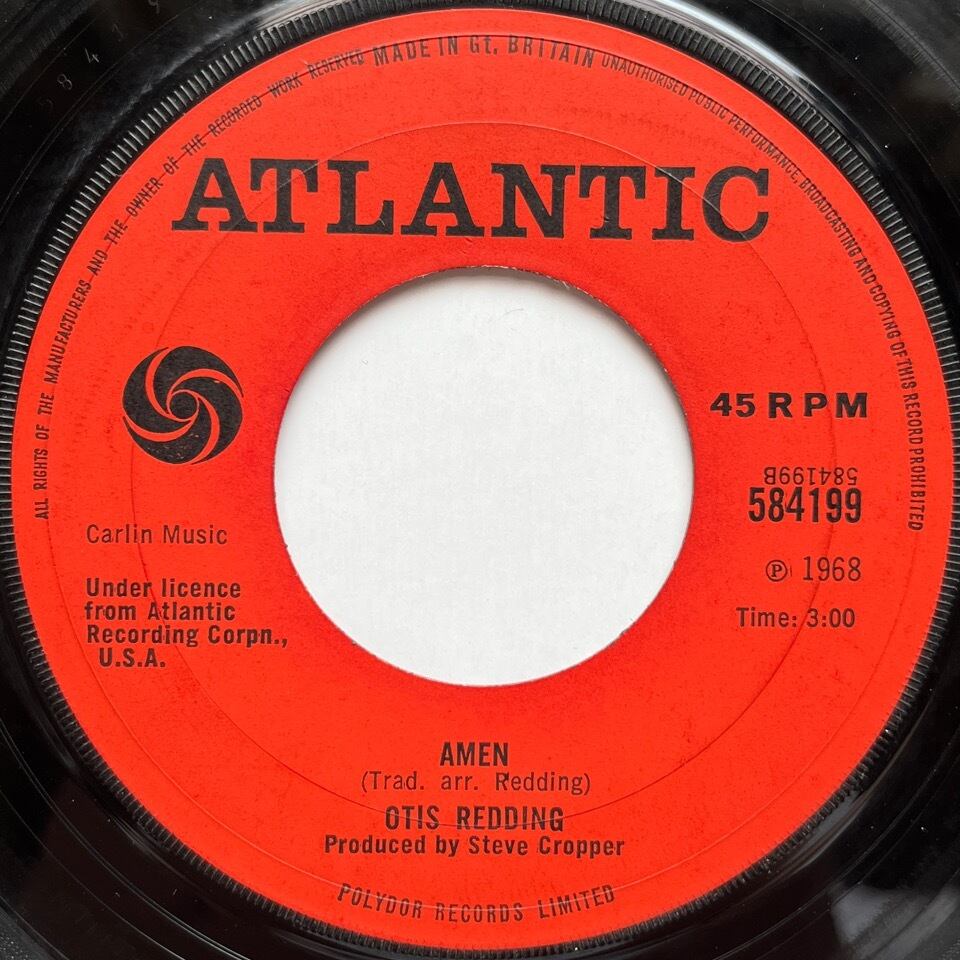 ALL RIGHTS OF THE MANUFACTURERS AND THE OWNER OF THE RECORDED WORK RESERVED MADE IN Gt. BRITAIN UNAUTHORISED PUBLIC PERFORMANCE, BROADCASTING AND COPYING OF THIS RECORD PROHIBITED
ATLANTIC
45 RPM
584199B
584199
Ⓟ 1968
Time: 3:00
Carlin Music
Under licence
from Atlantic
Recording Corpn.,
U.S.A.
AMEN
(Trad. arr. Redding)
OTIS REDDING
Produced by Steve Cropper
POLYDOR RECORDS LIMITED